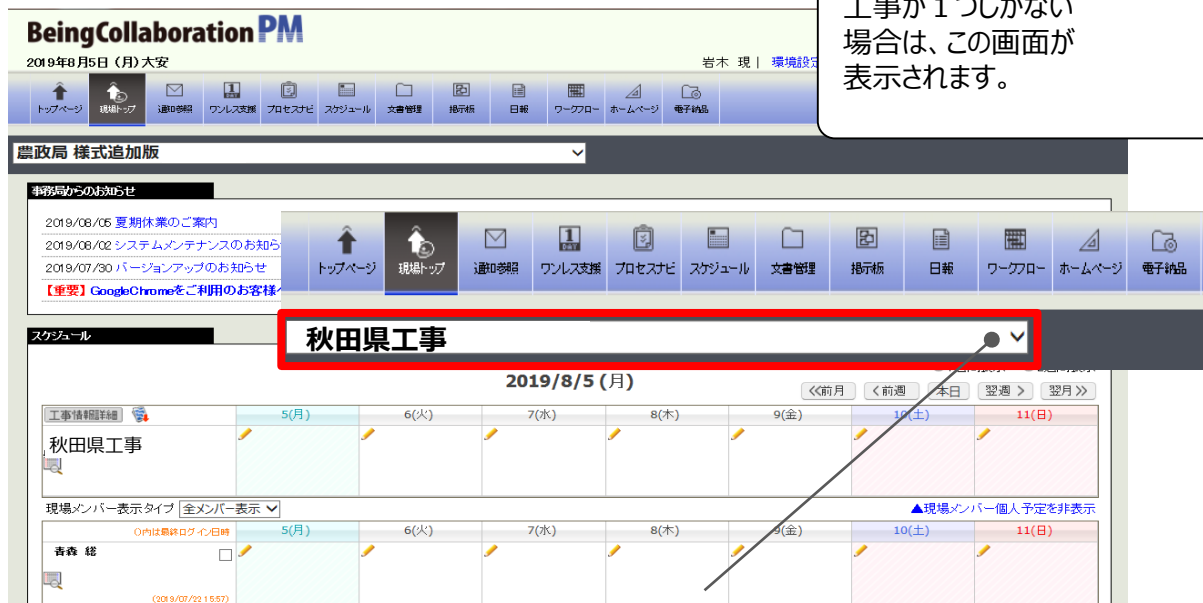 工事が１つしかない
場合は、この画面が
表示されます。
BeingCollaboration PM
2019年8月5日（月）大安
岩木 現｜ 環境設定
トップページ 現場トップ 通知参照 ワンレス支援 プロセスナビ スケジュール 文書管理 掲示板 日報 ワークフロー ホームページ 電子納品
農政局 様式追加版
事務局からのお知らせ
2019/08/05 夏期休業のご案内
2019/08/02 システムメンテナンスのお知ら
2019/07/30 バージョンアップのお知らせ
【重要】GoogleChromeをご利用のお客様へ
トップページ 現場トップ 通知参照 ワンレス支援 プロセスナビ スケジュール 文書管理 掲示板 日報 ワークフロー ホームページ 電子納品
秋田県工事
スケジュール
2019/8/5 (月)
≪前月 ＜前週 本日 翌週＞ 翌月≫
工事情報詳細 5(月) 6(火) 7(水) 8(木) 9(金) 10(土) 11(日)
秋田県工事
現場メンバー表示タイプ 全メンバー表示
▲現場メンバー個人予定を非表示
()内は最終ログイン日時 5(月) 6(火) 7(水) 8(木) 9(金) 10(土) 11(日)
青森 総
(2019/07/22 15:57)